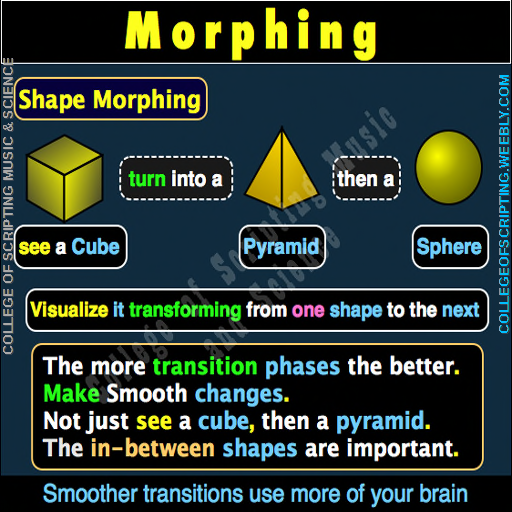 Morphing
COLLEGE OF SCRIPTING MUSIC & SCIENCE
COLLEGEOFSCRIPTING.WEEBLY.COM
Shape Morphing
turn into a
then a
see a Cube
Pyramid
Sphere
College of Scripting Music
and Science
Visualize it transforming from one shape to the next
The more transition phases the better.
Make Smooth changes.
Not just see a cube, then a pyramid.
The in-between shapes are important.
Smoother transitions use more of your brain